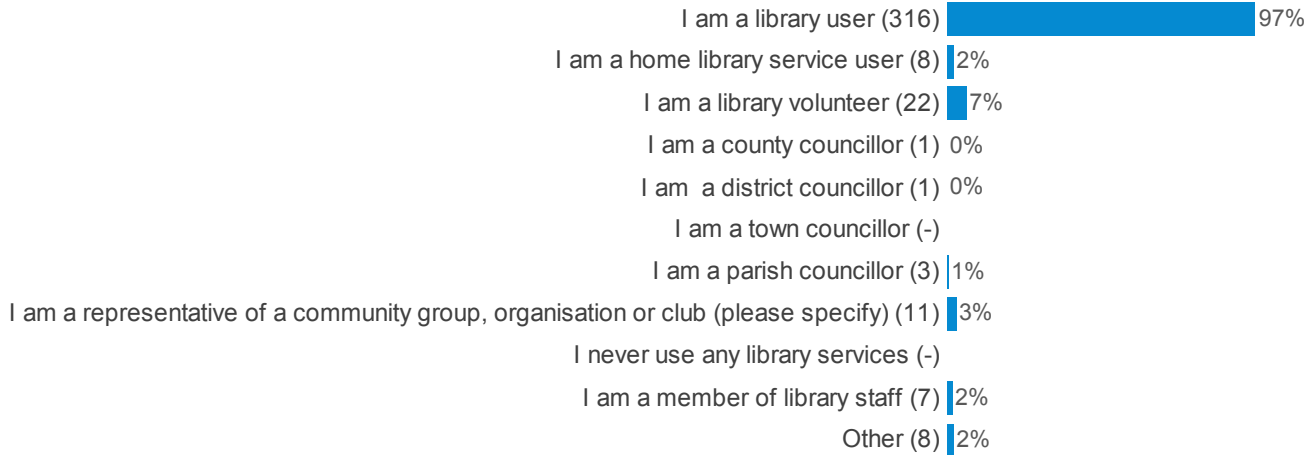 I am a library user (316) 97%
I am a home library service user (8) 2%
I am a library volunteer (22) 7%
I am a county councillor (1) 0%
I am  a district councillor (1) 0%
I am a town councillor (-)
I am a parish councillor (3) 1%
I am a representative of a community group, organisation or club (please specify) (11) 3%
I never use any library services (-)
I am a member of library staff (7) 2%
Other (8) 2%